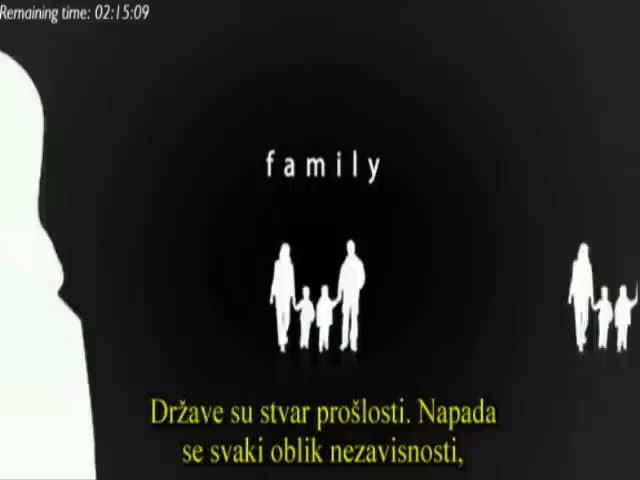 Remaining time: 02:15:09
family
Države su stvar prošlosti. Napada
se svaki oblik nezavisnosti,